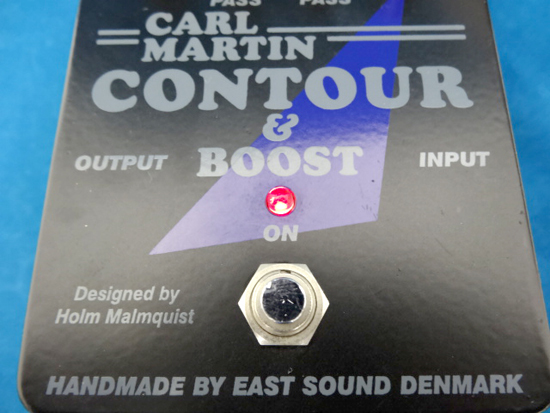 PASS PASS
CARL
MARTIN
CONTOUR
&
BOOST
OUTPUT
INPUT
ON
Designed by
Holm Malmquist
HANDMADE BY EAST SOUND DENMARK